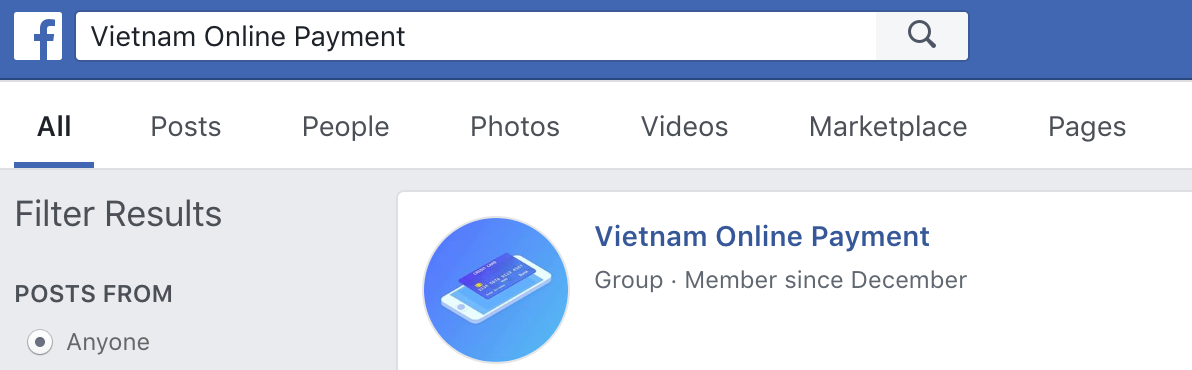 Vietnam Online Payment
All Posts People Photos Videos Marketplace Pages
Filter Results
Vietnam Online Payment
Group · Member since December
POSTS FROM
Anyone